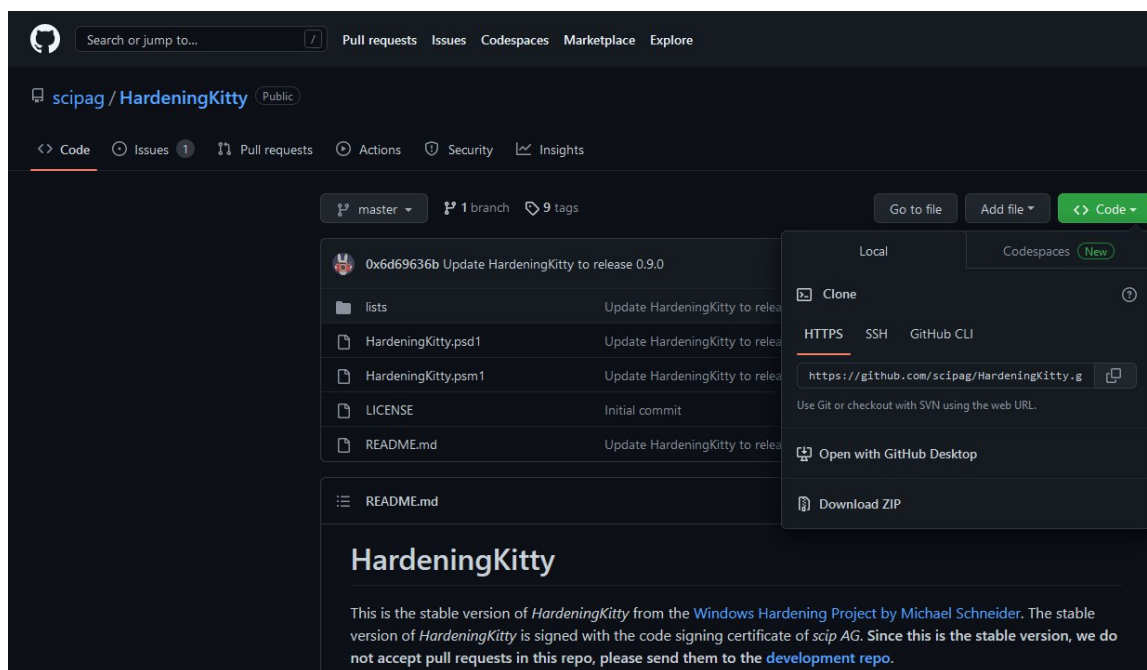 Search or jump to... /
Pull requests Issues Codespaces Marketplace Explore
scipag / HardeningKitty Public
<> Code Issues 1 Pull requests Actions Security Insights
master 1 branch 9 tags Go to file Add file <> Code
Local Codespaces New
0x6d69636b Update HardeningKitty to release 0.9.0
Clone
lists Update HardeningKitty to relea
HTTPS SSH GitHub CLI
HardeningKitty.psd1 Update HardeningKitty to relea
https://github.com/scipag/HardeningKitty.g
HardeningKitty.psm1 Update HardeningKitty to relea
Use Git or checkout with SVN using the web URL.
LICENSE Initial commit
README.md Update HardeningKitty to relea
Open with GitHub Desktop
README.md
Download ZIP
HardeningKitty
This is the stable version of HardeningKitty from the Windows Hardening Project by Michael Schneider. The stable
version of HardeningKitty is signed with the code signing certificate of scip AG. Since this is the stable version, we do
not accept pull requests in this repo, please send them to the development repo.